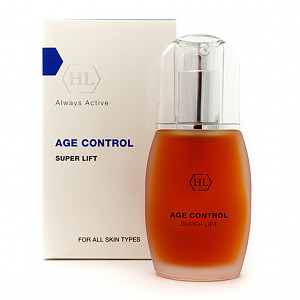 HL
Always Active
AGE CONTROL
SUPER LIFT
FOR ALL SKIN TYPES
HL
AGE CONTROL
SUPER LIFT